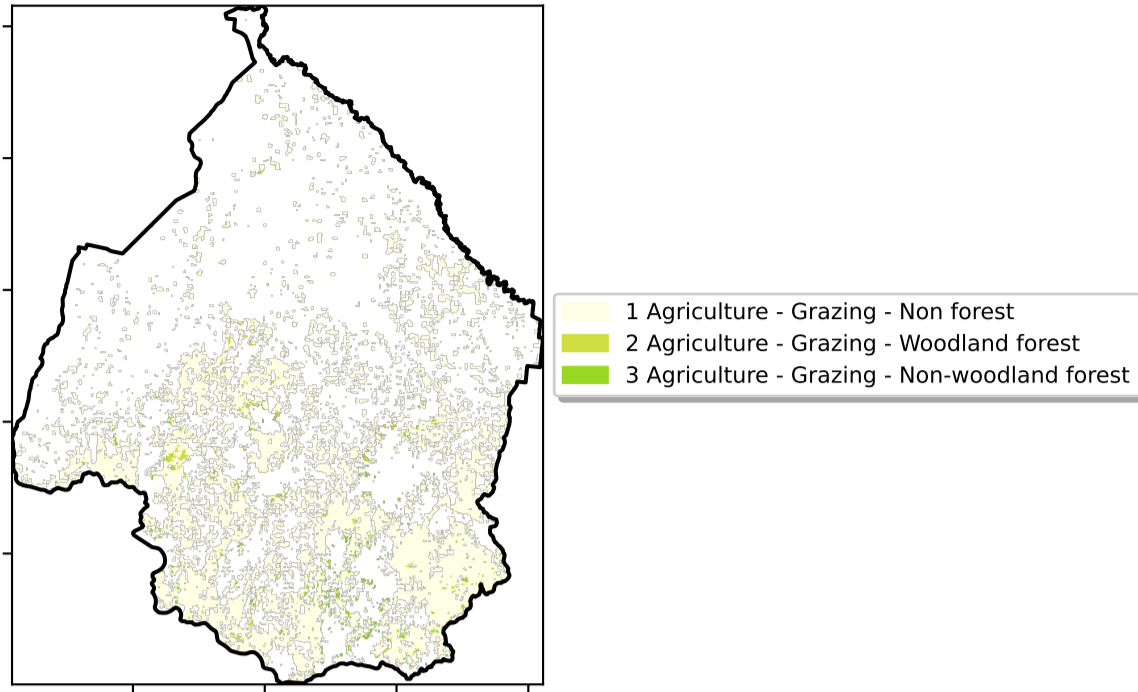 1 Agriculture - Grazing - Non forest
2 Agriculture - Grazing - Woodland forest
3 Agriculture - Grazing - Non-woodland forest